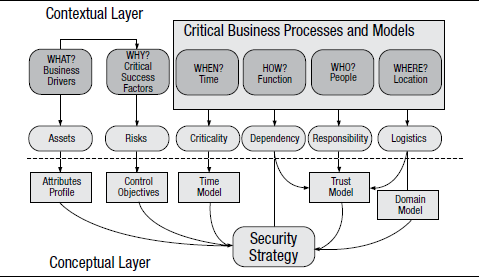 Contextual Layer
Critical Business Processes and Models
WHAT?
Business
Drivers
WHY?
Critical
Success
Factors
WHEN?
Time
HOW?
Function
WHO?
People
WHERE?
Location
Assets
Risks
Criticality
Dependency
Responsibility
Logistics
Attributes
Profile
Control
Objectives
Time
Model
Trust
Model
Domain
Model
Security
Strategy
Conceptual Layer